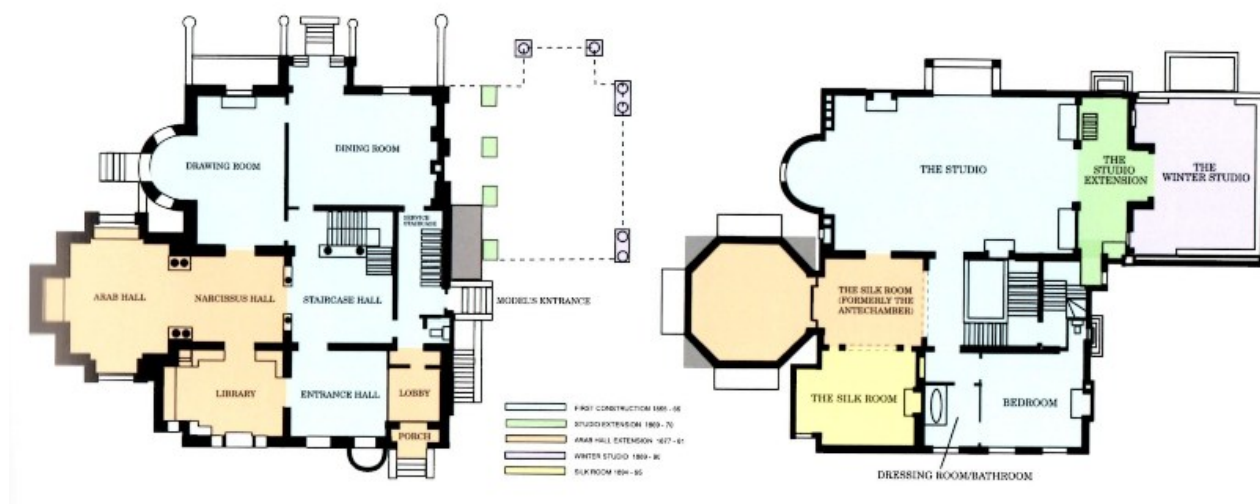 DRAWING ROOM
DINING ROOM
SERVICE
STAIRCASE
ARAB HALL
NARCISSUS HALL
STAIRCASE HALL
MODEL'S ENTRANCE
LIBRARY
ENTRANCE HALL
LOBBY
PORCH
FIRST CONSTRUCTION 1865 - 66
STUDIO EXTENSION 1869 - 70
ARAB HALL EXTENSION 1877 - 81
WINTER STUDIO 1889 - 90
SILK ROOM 1894 - 95
THE STUDIO
THE
STUDIO
EXTENSION
THE
WINTER STUDIO
THE SILK ROOM
(FORMERLY THE
ANTECHAMBER)
THE SILK ROOM
BEDROOM
DRESSING ROOM/BATHROOM